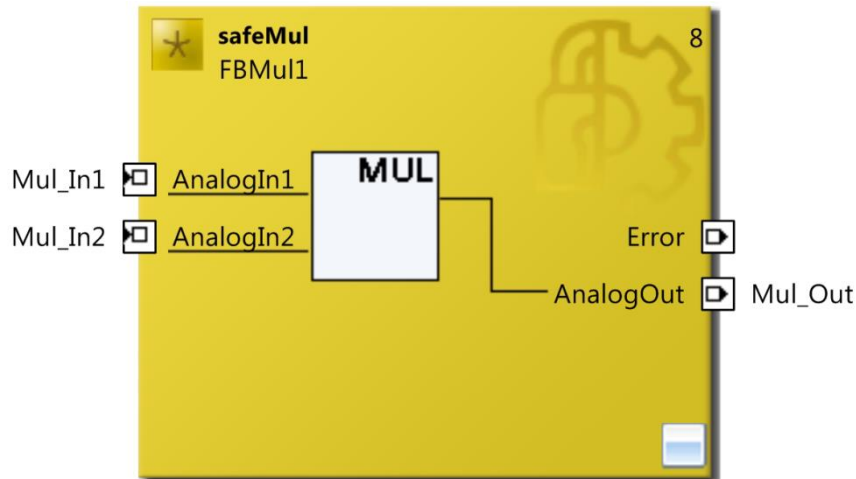 safeMul
8
FBMul1
MUL
Mul_In1
AnalogIn1
Mul_In2
AnalogIn2
Error
AnalogOut
Mul_Out